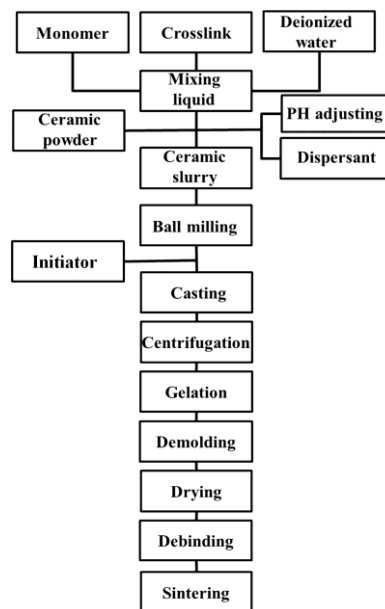 Monomer
Crosslink
Deionized
water
Mixing
liquid
Ceramic
powder
PH adjusting
Dispersant
Ceramic
slurry
Ball milling
Initiator
Casting
Centrifugation
Gelation
Demolding
Drying
Debinding
Sintering